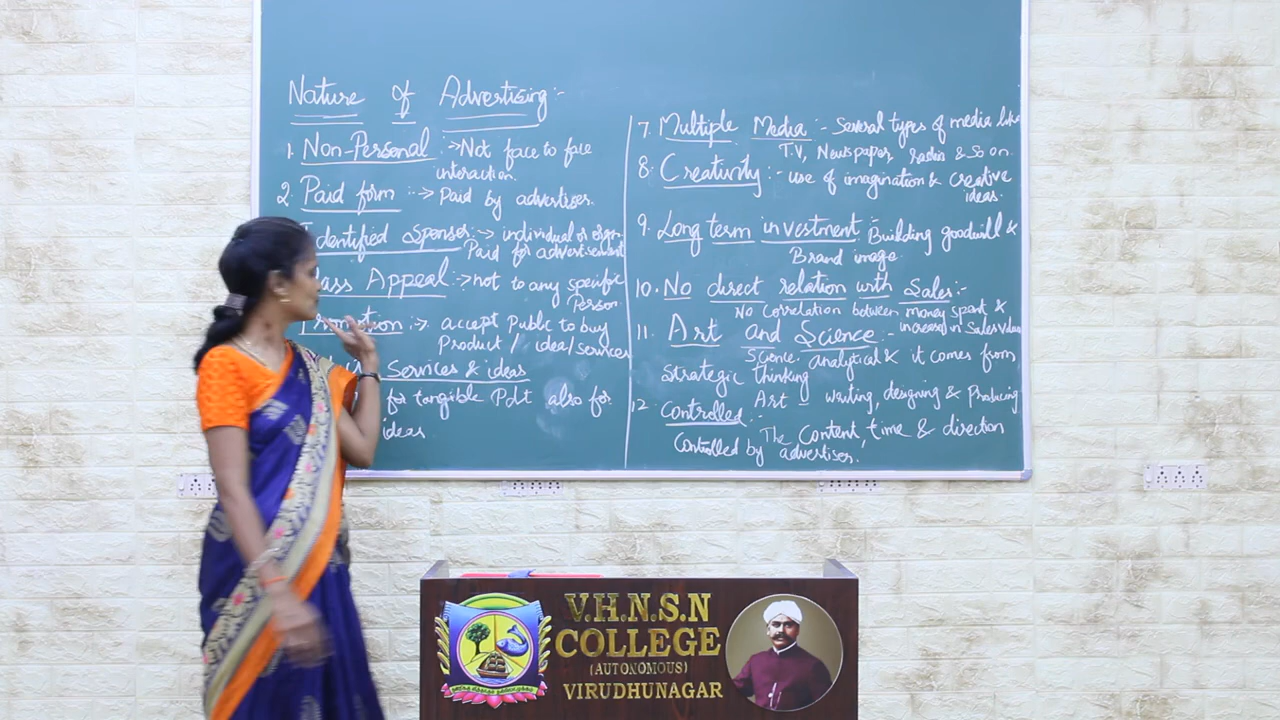 Nature of Advertising:-
1. Non-Personal :→ Not face to face
interaction.
2. Paid form :→ Paid by advertiser.
Identified Sponsor :→ individual or
Paid for advertisement
ass Appeal :→ not to any specific
Person
Promotion :→ accept Public to buy
Product / idea/services
Services & ideas
for tangible Pdt also for
ideas
7. Multiple Media :- Several types of media like
T.V, Newspaper, radio & So on.
8. Creativity :- use of imagination & creative
ideas.
9. Long term investment :- Building goodwill &
Brand image.
10. No direct relation with Sales:-
No Correlation between money spent &
increased in Sales
11. Art and Science :-
Science. analytical & it comes from
strategic thinking
Art - writing, designing & Producing
12. Controlled :-
The Content, time & direction
Controlled by advertiser.
V.H.N.S.N
COLLEGE
(AUTONOMOUS)
VIRUDHUNAGAR